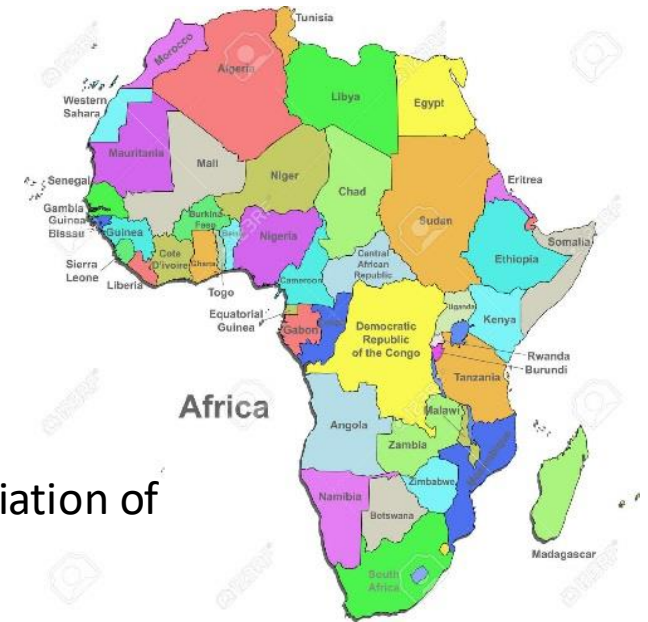 Tunisia
Morocco
Algeria
Libya
Egypt
Western
Sahara
Mauritania
Mali
Niger
Chad
Sudan
Eritrea
Senegal
Gambia
Guinea
Bissau
Guinea
Burkina
Faso
Nigeria
Sierra
Leone
Liberia
Cote
D'ivoire
Ghana
Togo
Central
African
Republic
Cameroon
Ethiopia
Somalia
Equatorial
Guinea
Gabon
Democratic
Republic
of the Congo
Uganda
Kenya
Rwanda
Burundi
Tanzania
Africa
Angola
Malawi
Zambia
iation of
Namibia
Zimbabwe
Botswana
Madagascar
South
Africa